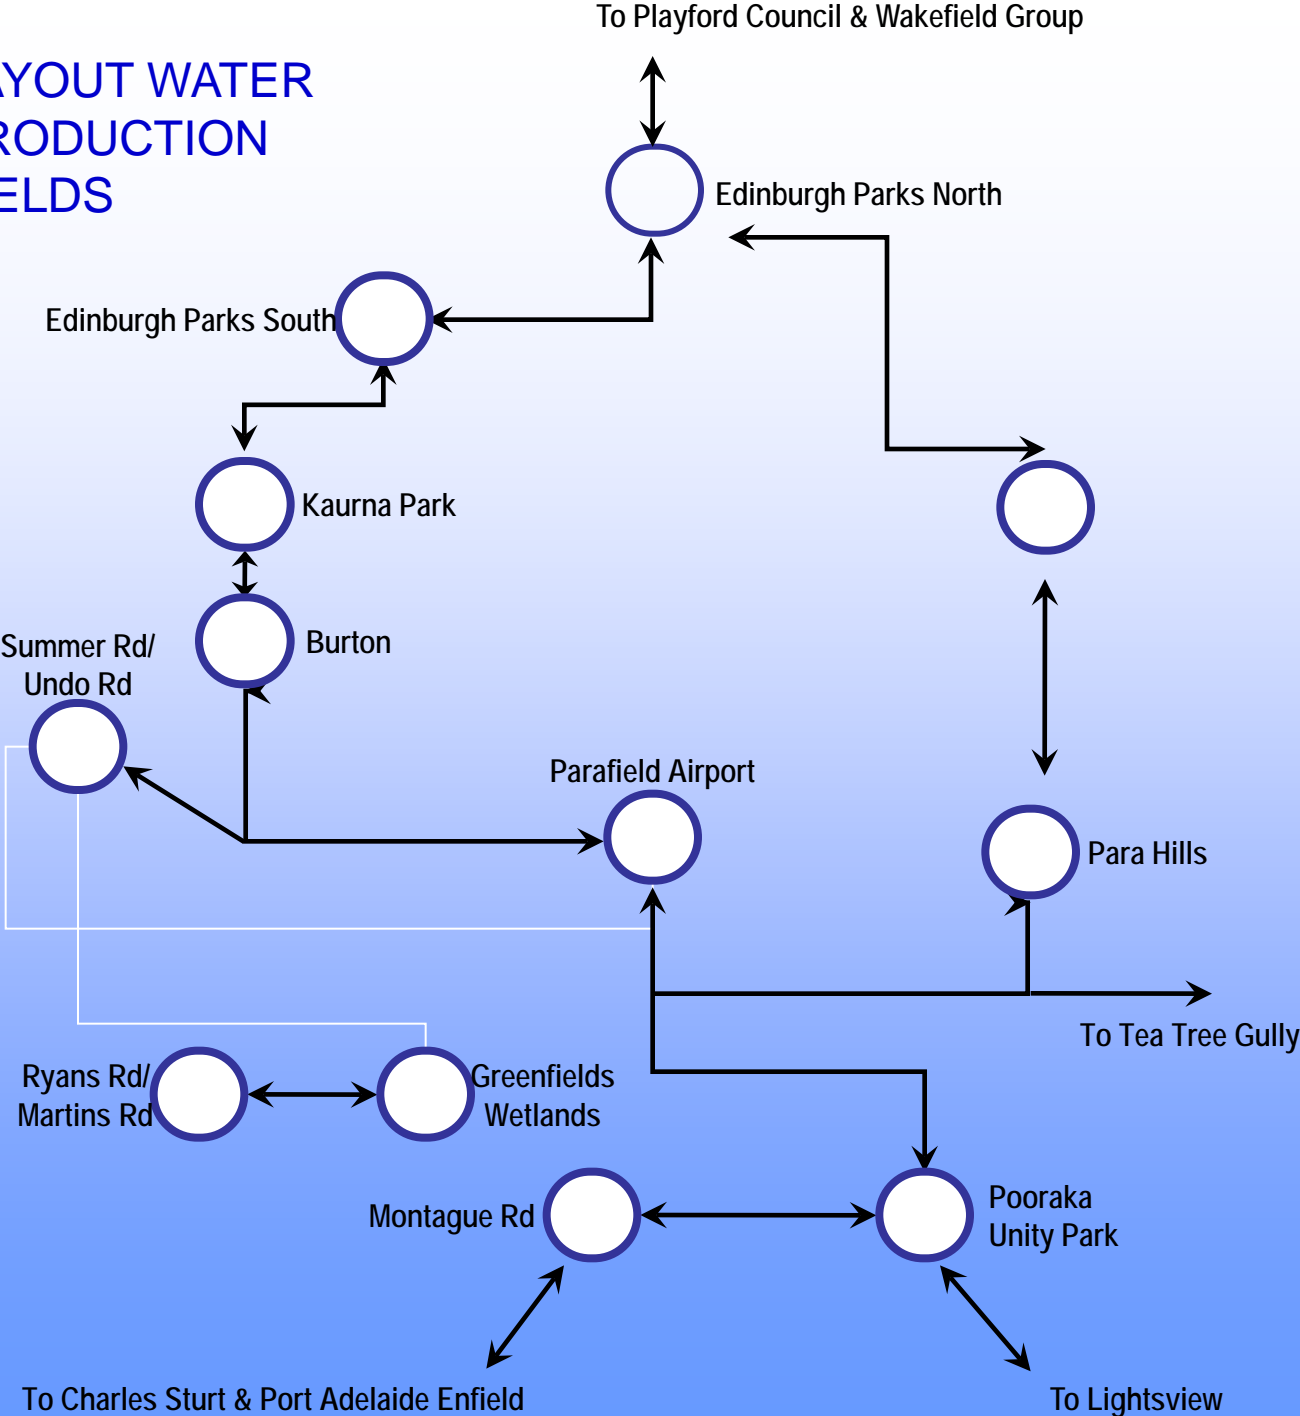 To Playford Council & Wakefield Group
AYOUT WATER
RODUCTION
ELDS
Edinburgh Parks North
Edinburgh Parks South
Kaurna Park
Burton
Summer Rd/
Undo Rd
Parafield Airport
Para Hills
To Tea Tree Gully
Ryans Rd/
Martins Rd
Greenfields
Wetlands
Montague Rd
Pooraka
Unity Park
To Charles Sturt & Port Adelaide Enfield
To Lightsview